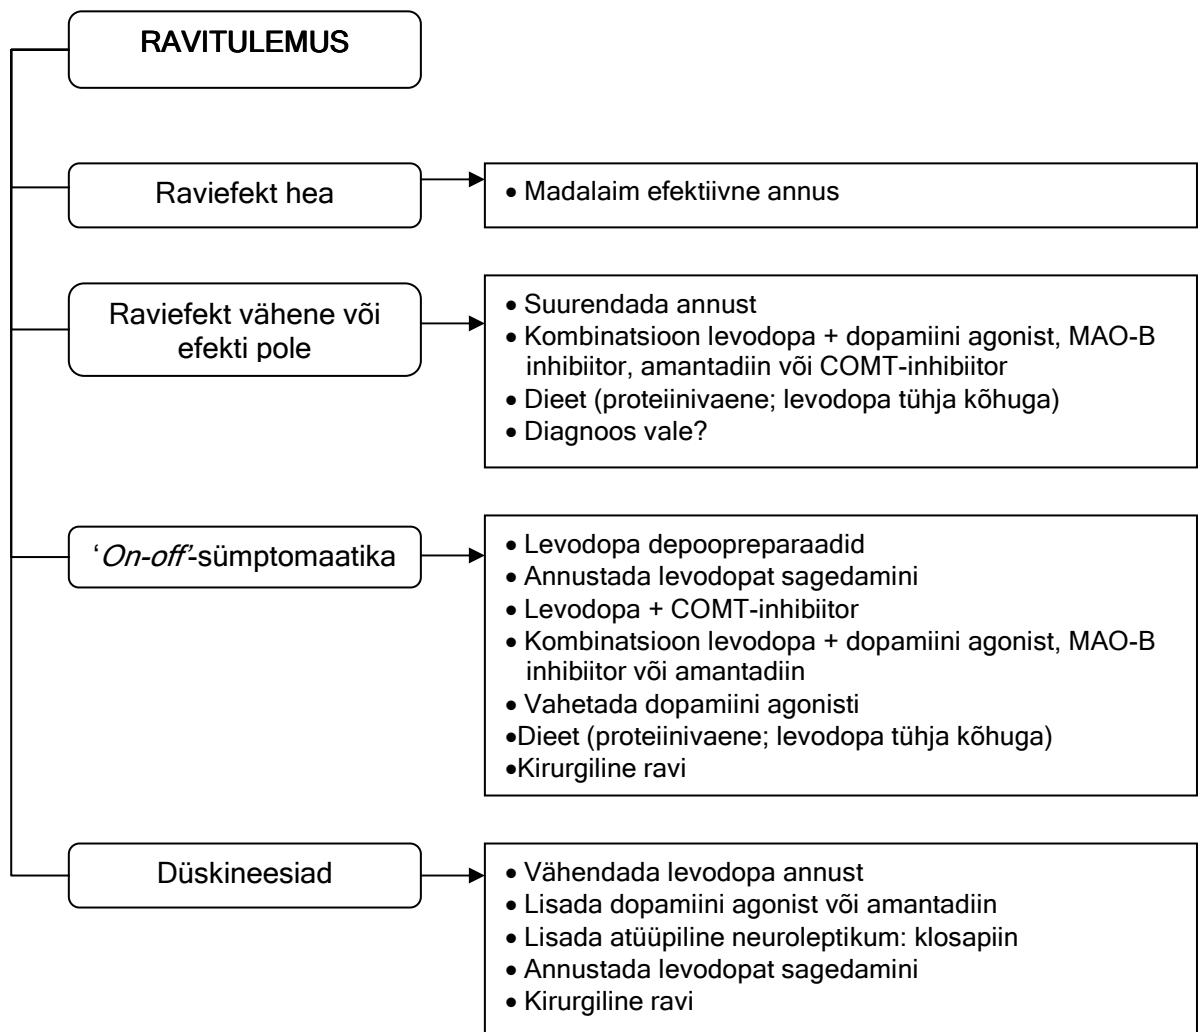 RAVITULEMUS
Raviefekt hea
• Madalaim efektiivne annus
Raviefekt vähene või
efekti pole
• Suurendada annust
• Kombinatsioon levodopa + dopamiini agonist, MAO-B
inhibiitor, amantadiin või COMT-inhibiitor
• Dieet (proteiinivaene; levodopa tühja kõhuga)
• Diagnoos vale?
‘On-off’-sümptomaatika
• Levodopa depoopreparaadid
• Annustada levodopat sagedamini
• Levodopa + COMT-inhibiitor
• Kombinatsioon levodopa + dopamiini agonist, MAO-B
inhibiitor või amantadiin
• Vahetada dopamiini agonisti
•Dieet (proteiinivaene; levodopa tühja kõhuga)
•Kirurgiline ravi
Düskineesiad
• Vähendada levodopa annust
• Lisada dopamiini agonist või amantadiin
• Lisada atüüpiline neuroleptikum: klosapiin
• Annustada levodopat sagedamini
• Kirurgiline ravi